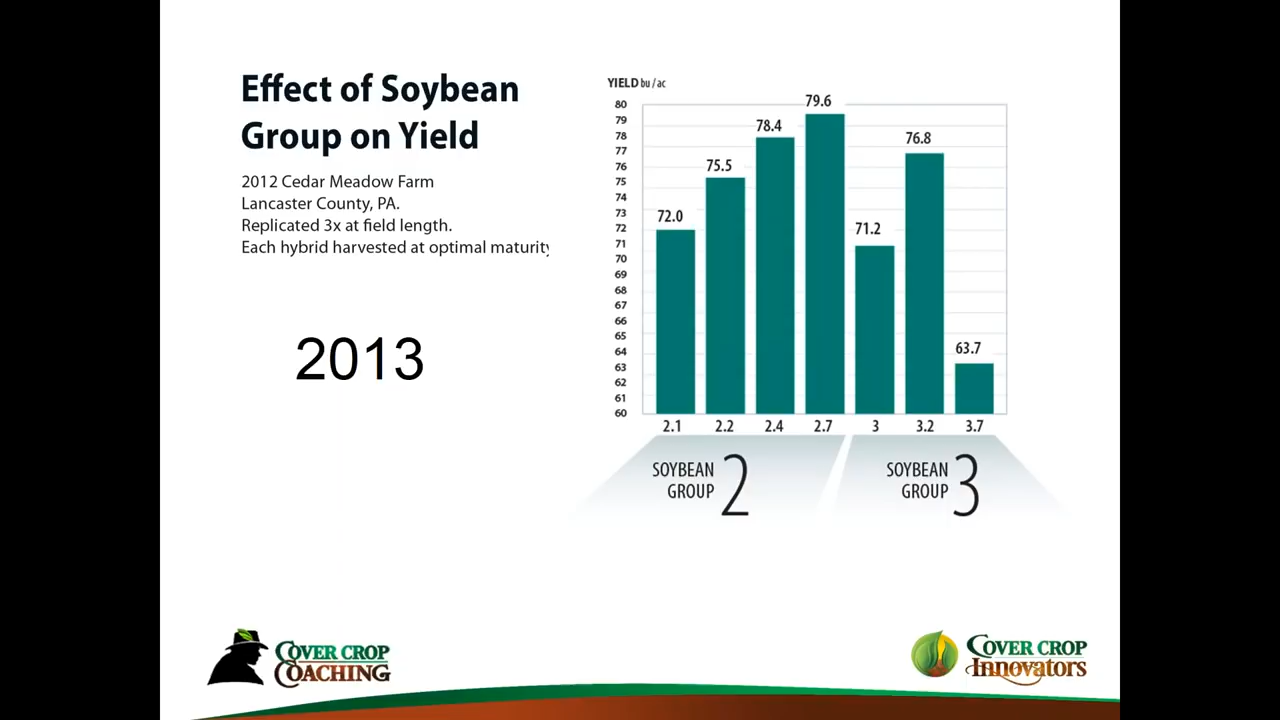 Effect of Soybean
Group on Yield
2012 Cedar Meadow Farm
Lancaster County, PA.
Replicated 3x at field length.
Each hybrid harvested at optimal maturity
2013
YIELD bu / ac
80
79
78
77
76
75
74
73
72
71
70
69
68
67
66
65
64
63
62
61
60
72.0
75.5
78.4
79.6
71.2
76.8
63.7
2.1 2.2 2.4 2.7 3 3.2 3.7
SOYBEAN
GROUP 2
SOYBEAN
GROUP 3
COVER CROP
COACHING
COVER CROP
INNOVATORS